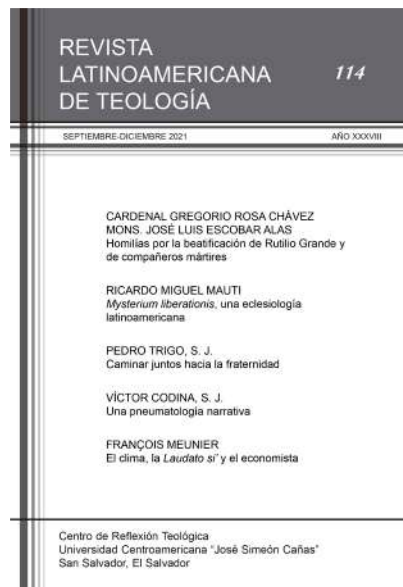 REVISTA
LATINOAMERICANA
DE TEOLOGÍA
114
SEPTIEMBRE-DICIEMBRE 2021
AÑO XXXVIII
CARDENAL GREGORIO ROSA CHÁVEZ
MONS. JOSÉ LUIS ESCOBAR ALAS
Homilías por la beatificación de Rutilio Grande y
de compañeros mártires
RICARDO MIGUEL MAUTI
Mysterium liberationis, una eclesiología
latinoamericana
PEDRO TRIGO, S. J.
Caminar juntos hacia la fraternidad
VÍCTOR CODINA, S. J.
Una pneumatología narrativa
FRANÇOIS MEUNIER
El clima, la Laudato si’ y el economista
Centro de Reflexión Teológica
Universidad Centroamericana “José Simeón Cañas”
San Salvador, El Salvador